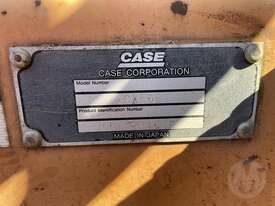 CASE
CASE CORPORATION
Model Number
Product Identification Number
MADE IN JAPAN